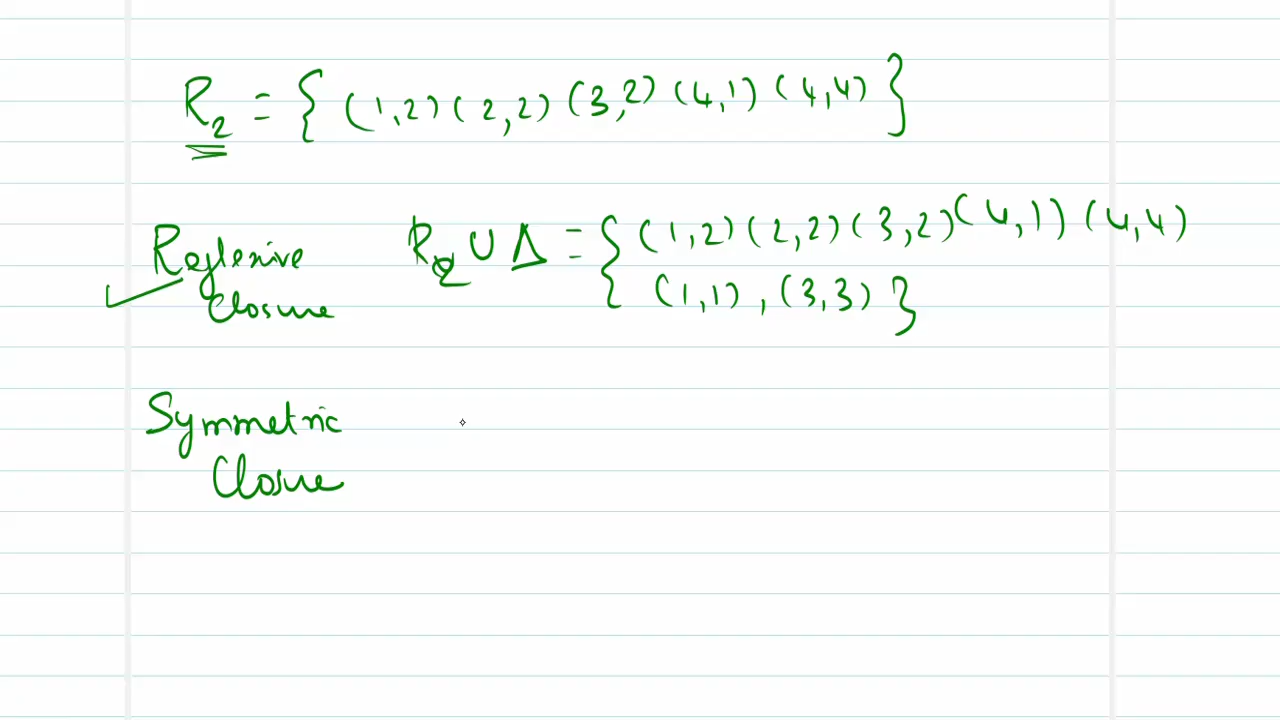 R₂ = { (1,2) (2,2) (3,2) (4,1) (4,4) }
Reflexive Closure
R₂ ∪ Δ = { (1,2) (2,2) (3,2) (4,1) (4,4)
(1,1) , (3,3) }
Symmetric
Closure